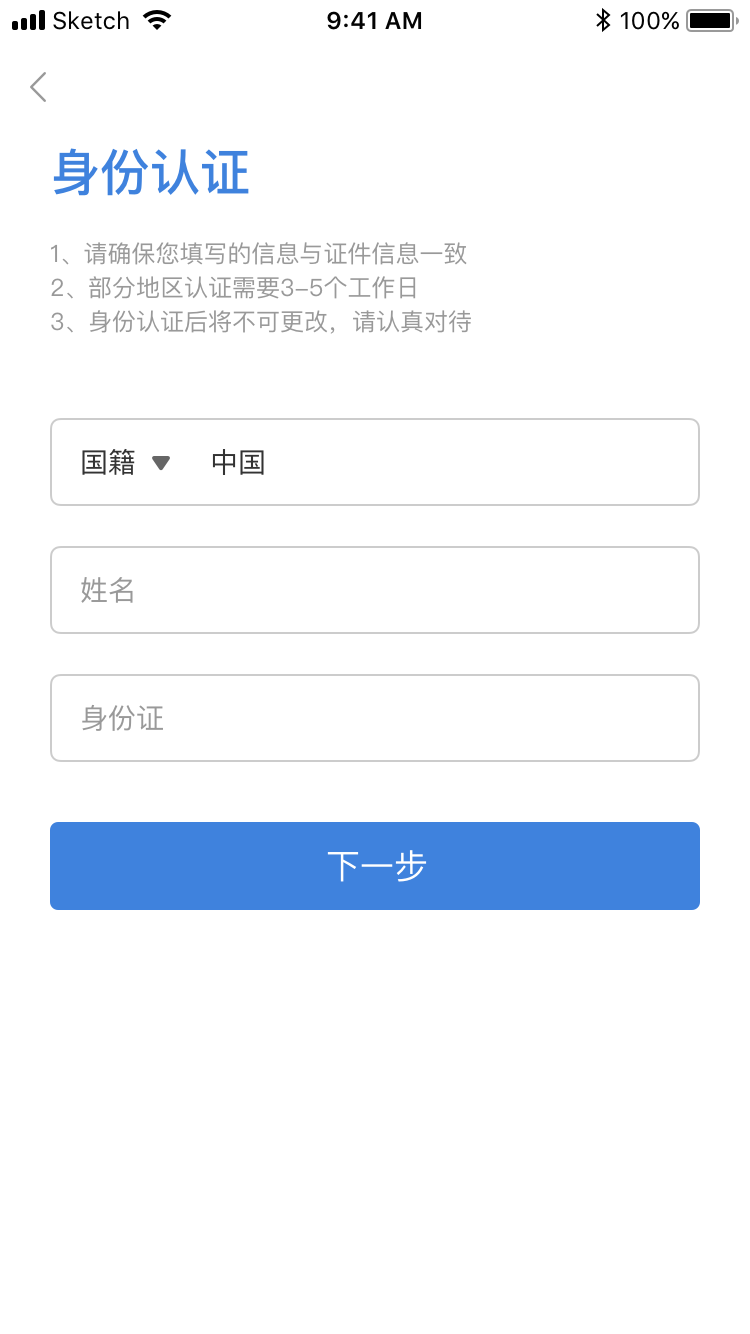 Sketch 9:41 AM 100%
身份认证
1、请确保您填写的信息与证件信息一致
2、部分地区认证需要3–5个工作日
3、身份认证后将不可更改，请认真对待
国籍 中国
姓名
身份证
下一步